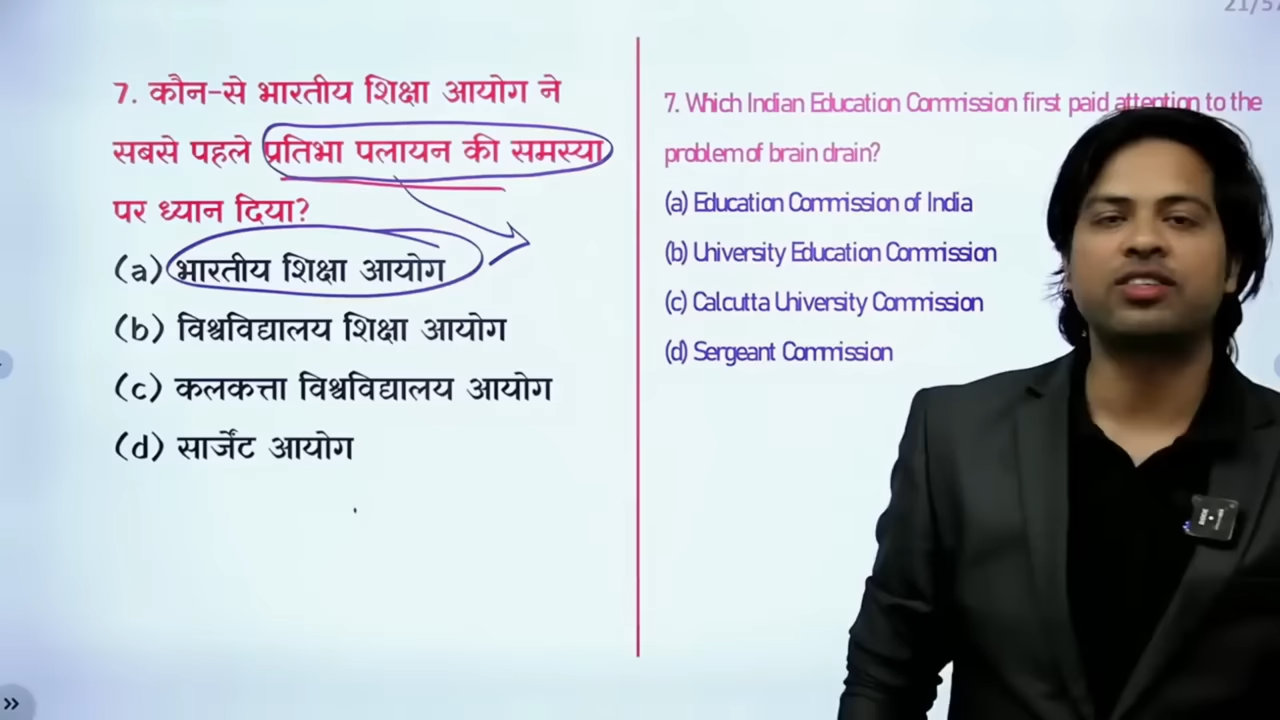 21/57
7. कौन-से भारतीय शिक्षा आयोग ने
सबसे पहले प्रतिभा पलायन की समस्या
पर ध्यान दिया?
(a) भारतीय शिक्षा आयोग
(b) विश्वविद्यालय शिक्षा आयोग
(c) कलकत्ता विश्वविद्यालय आयोग
(d) सार्जेंट आयोग
7. Which Indian Education Commission first paid attention to the
problem of brain drain?
(a) Education Commission of India
(b) University Education Commission
(c) Calcutta University Commission
(d) Sergeant Commission